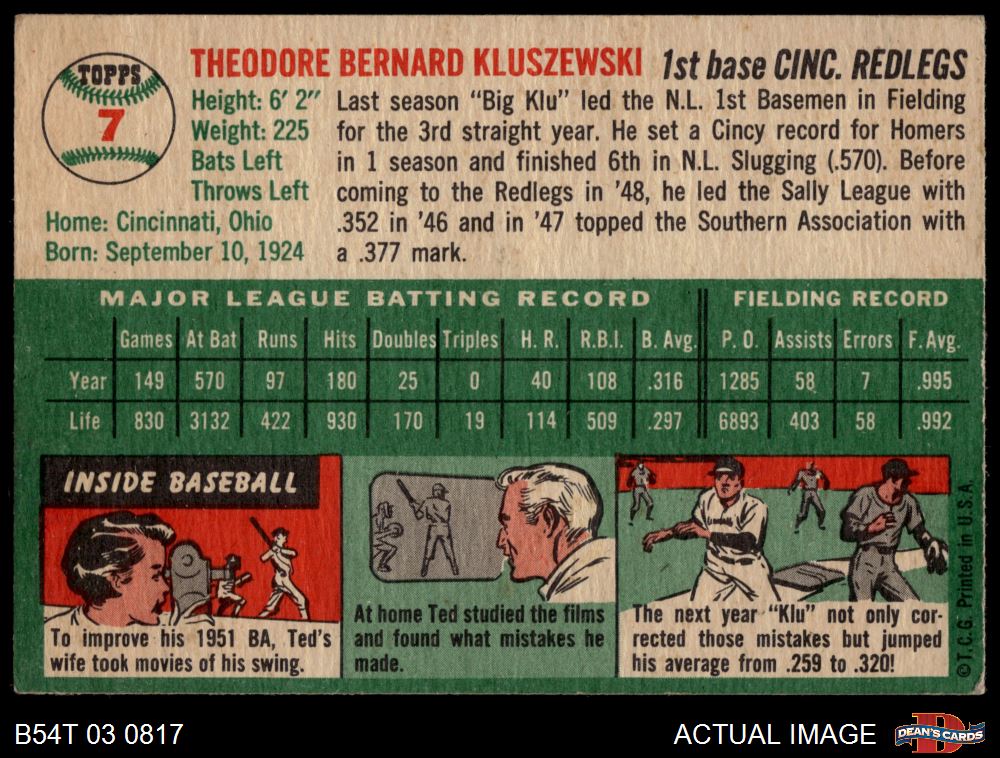 TOPPS
7
THEODORE BERNARD KLUSZEWSKI 1st base CINC. REDLEGS
Height: 6' 2"
Weight: 225
Bats Left
Throws Left
Home: Cincinnati, Ohio
Born: September 10, 1924
Last season "Big Klu" led the N.L. 1st Basemen in Fielding
for the 3rd straight year. He set a Cincy record for Homers
in 1 season and finished 6th in N.L. Slugging (.570). Before
coming to the Redlegs in '48, he led the Sally League with
.352 in '46 and in '47 topped the Southern Association with
a .377 mark.
MAJOR LEAGUE BATTING RECORD FIELDING RECORD
Games At Bat Runs Hits Doubles Triples H. R. R.B.I. B. Avg. P. O. Assists Errors F. Avg.
Year 149 570 97 180 25 0 40 108 .316 1285 58 7 .995
Life 830 3132 422 930 170 19 114 509 .297 6893 403 58 .992
INSIDE BASEBALL
To improve his 1951 BA, Ted's
wife took movies of his swing.
At home Ted studied the films
and found what mistakes he
made.
The next year "Klu" not only cor-
rected those mistakes but jumped
his average from .259 to .320!
© T.C.G. Printed in U.S.A.
B54T 03 0817
ACTUAL IMAGE
DEAN'S CARDS